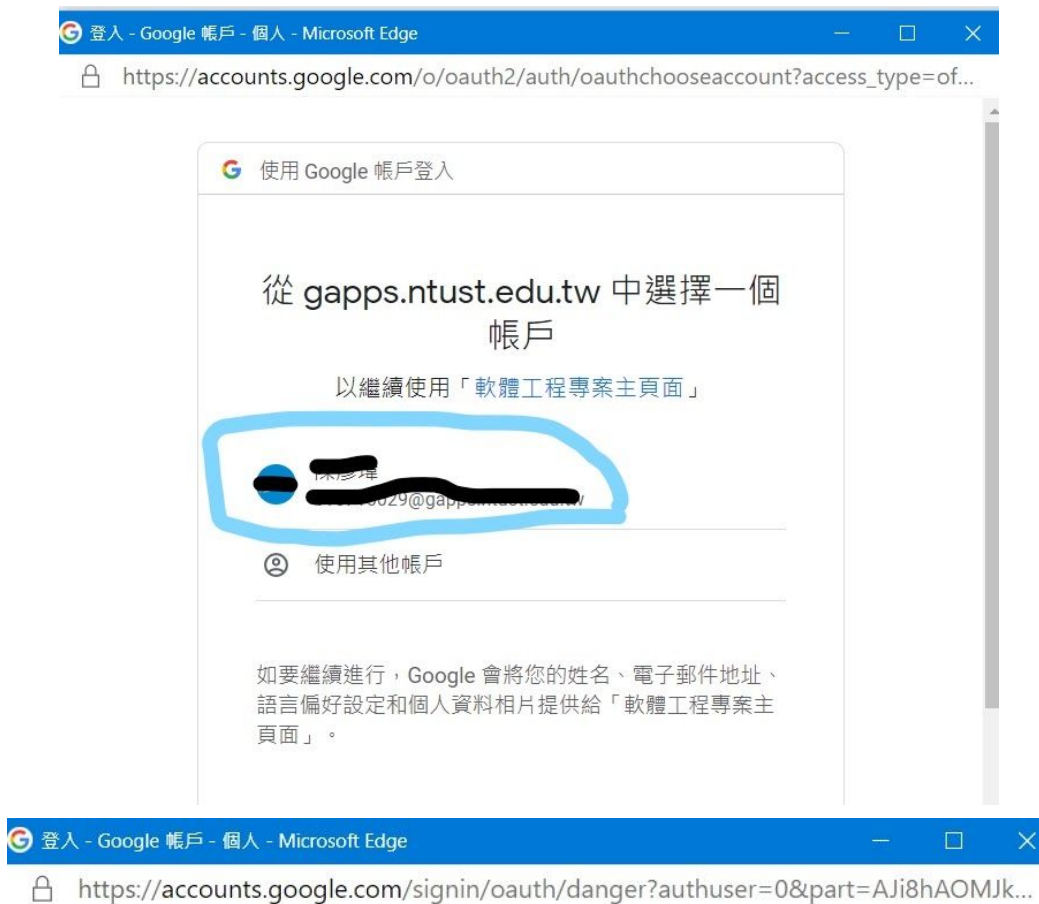 登入 - Google 帳戶 - 個人 - Microsoft Edge
https://accounts.google.com/o/oauth2/auth/oauthchooseaccount?access_type=of...
使用 Google 帳戶登入
從 gapps.ntust.edu.tw 中選擇一個
帳戶
以繼續使用「軟體工程專案主頁面」
使用其他帳戶
如要繼續進行，Google 會將您的姓名、電子郵件地址、
語言偏好設定和個人資料相片提供給「軟體工程專案主
頁面」。
登入 - Google 帳戶 - 個人 - Microsoft Edge
https://accounts.google.com/signin/oauth/danger?authuser=0&part=AJi8hAOMJk...